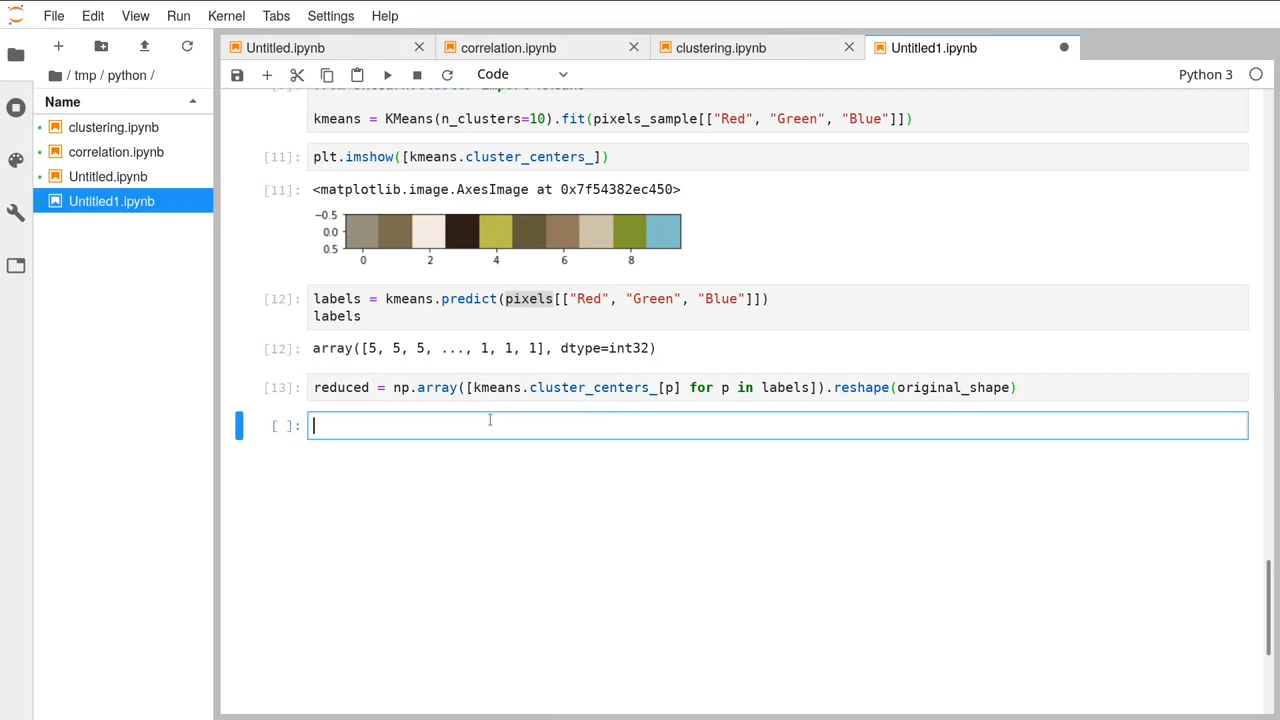 File Edit View Run Kernel Tabs Settings Help
Untitled.ipynb
correlation.ipynb
clustering.ipynb
Untitled1.ipynb
/ tmp / python /
Code
Python 3
Name
clustering.ipynb
correlation.ipynb
Untitled.ipynb
Untitled1.ipynb
kmeans = KMeans(n_clusters=10).fit(pixels_sample[["Red", "Green", "Blue"]])
[11]: plt.imshow([kmeans.cluster_centers_])
[11]: <matplotlib.image.AxesImage at 0x7f54382ec450>
−0.5
0.0
0.5
0 2 4 6 8
[12]: labels = kmeans.predict(pixels[["Red", "Green", "Blue"]])
labels
[12]: array([5, 5, 5, ..., 1, 1, 1], dtype=int32)
[13]: reduced = np.array([kmeans.cluster_centers_[p] for p in labels]).reshape(original_shape)
[ ]: